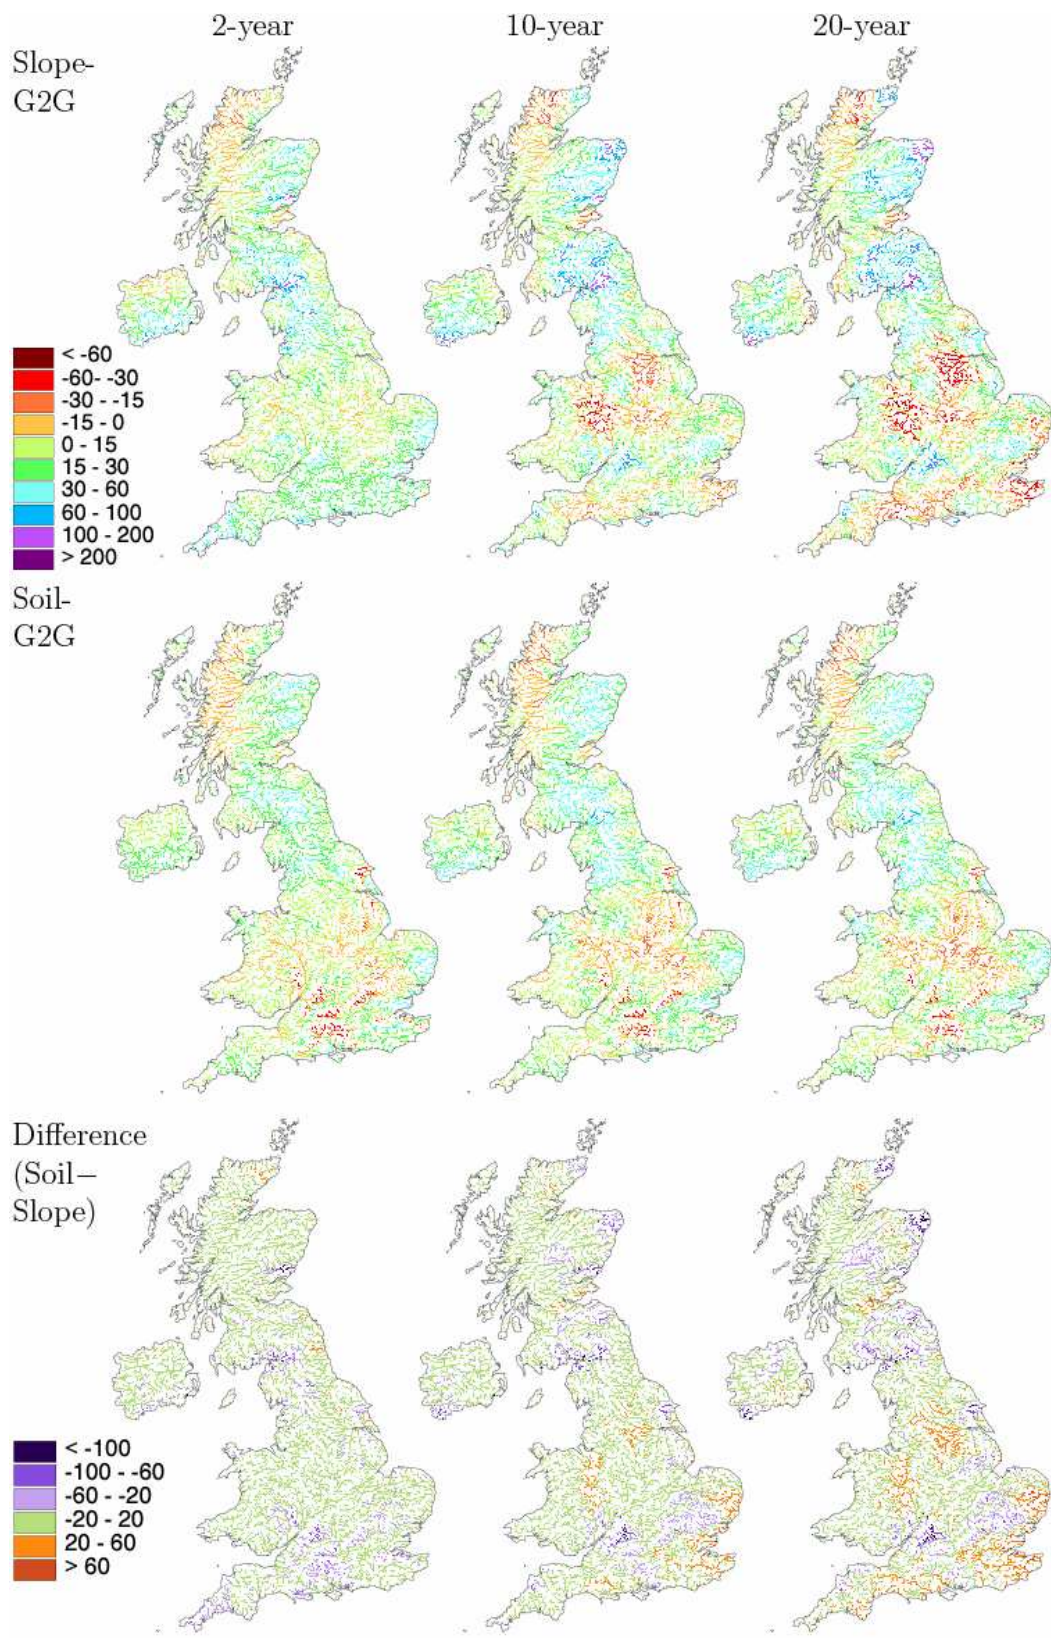 2-year 10-year 20-year
Slope-
G2G
< -60
-60- -30
-30 - -15
-15 - 0
0 - 15
15 - 30
30 - 60
60 - 100
100 - 200
> 200
Soil-
G2G
Difference
(Soil−
Slope)
< -100
-100 - -60
-60 - -20
-20 - 20
20 - 60
> 60